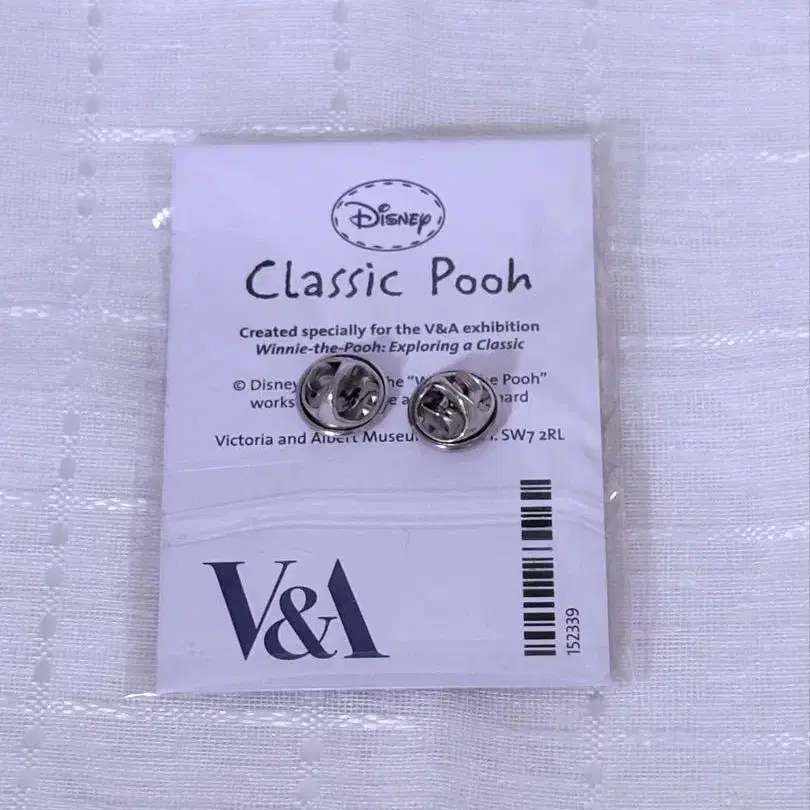 Disney
Classic Pooh
Created specially for the V&A exhibition
Winnie-the-Pooh: Exploring a Classic
© Disney Pooh"
works
Victoria and Albert SW7 2RL
V&A
152339